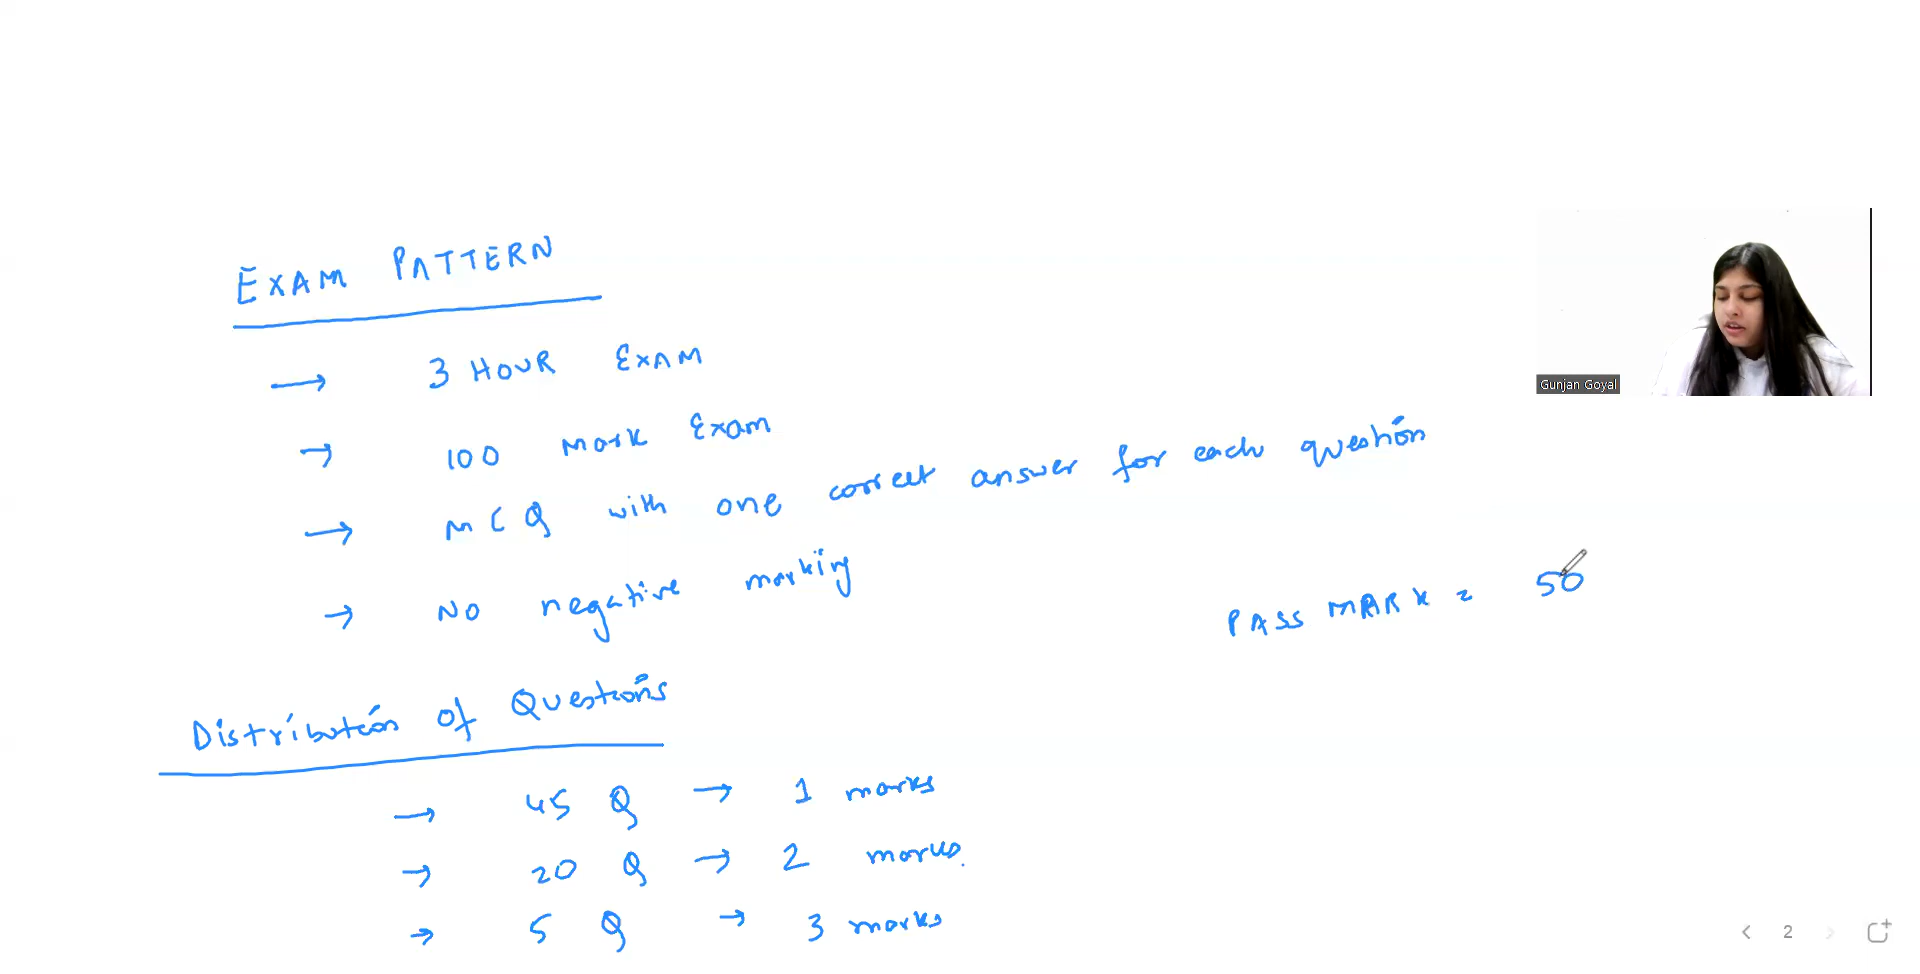 EXAM PATTERN
→ 3 HOUR EXAM
→ 100 Mark Exam
→ MCQ with one correct answer for each question
→ No negative marking
PASS MARK = 50
Distribution of Questions
→ 45 Q → 1 marks
→ 20 Q → 2 marks.
→ 5 Q → 3 marks
Gunjan Goyal
2